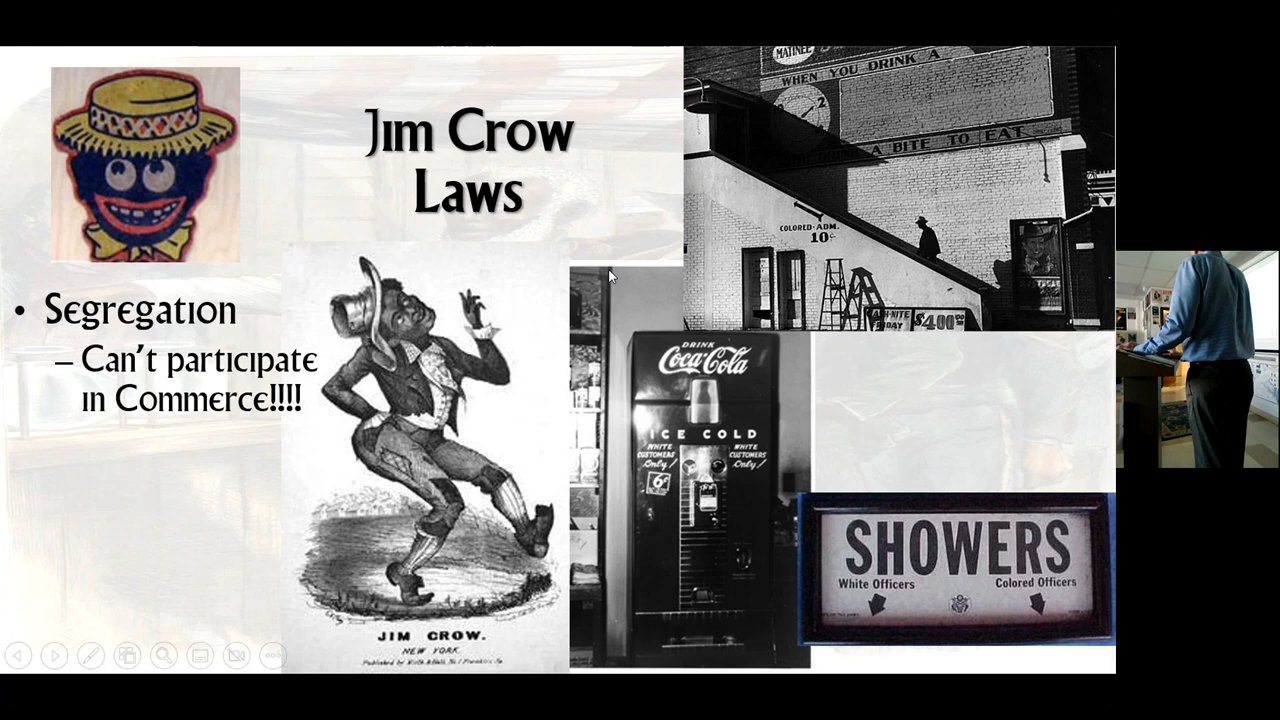 Jim Crow
Laws
• Segregation
– Can't participate
in Commerce!!!!
JIM CROW.
NEW YORK.
MATINEE
WHEN YOU DRINK A
A BITE TO EAT
COLORED ADM.
10¢
$4.00
DRINK
Coca-Cola
ICE COLD
WHITE CUSTOMERS Only!
WHITE CUSTOMERS Only!
6¢
SHOWERS
White Officers
Colored Officers